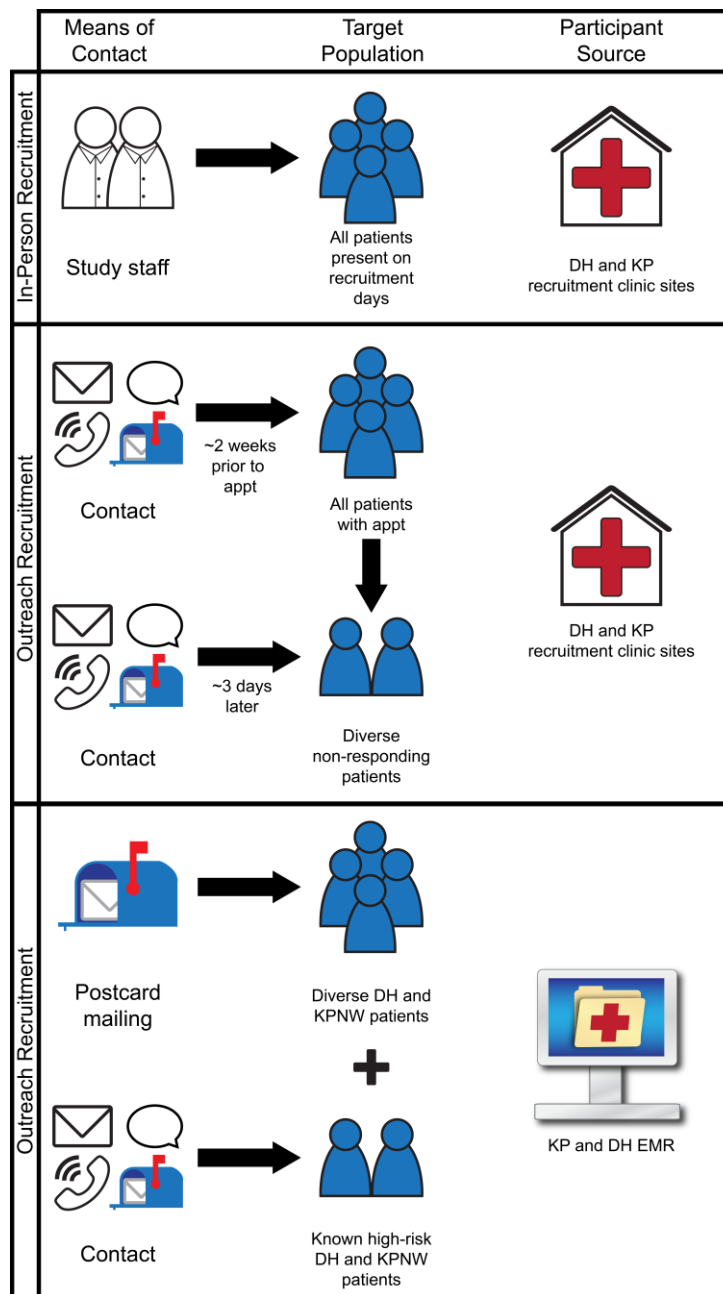 Means of
Contact
Target
Population
Participant
Source
In-Person Recruitment
Study staff
All patients
present on
recruitment
days
DH and KP
recruitment clinic sites
Outreach Recruitment
~2 weeks
prior to
appt
Contact
All patients
with appt
DH and KP
recruitment clinic sites
~3 days
later
Contact
Diverse
non-responding
patients
Outreach Recruitment
Postcard
mailing
Diverse DH and
KPNW patients
KP and DH EMR
Contact
Known high-risk
DH and KPNW
patients